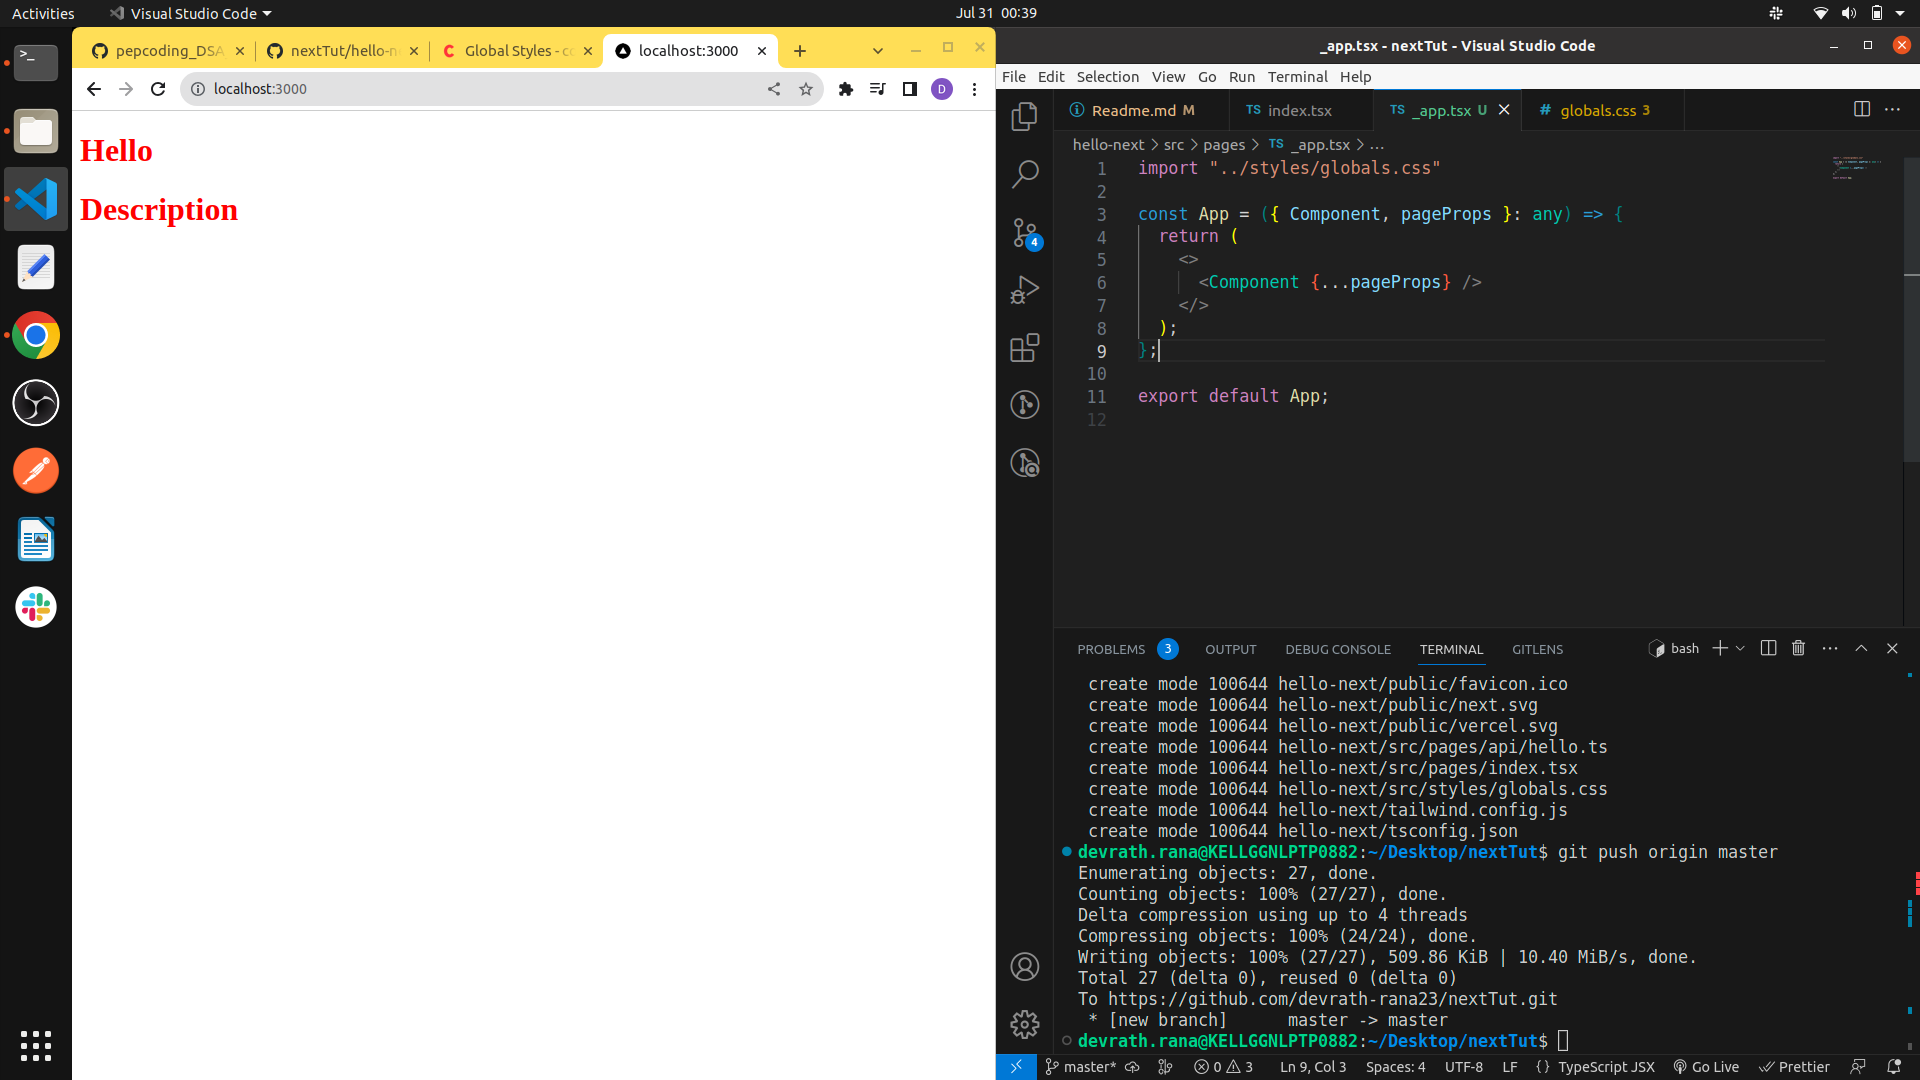 Activities
Visual Studio Code
Jul 31 00:39
pepcoding_DSA
nextTut/hello-n
Global Styles - c
localhost:3000
localhost:3000
D
Hello
Description
_app.tsx - nextTut - Visual Studio Code
File Edit Selection View Go Run Terminal Help
Readme.md M
TS index.tsx
TS _app.tsx U
# globals.css 3
hello-next > src > pages > TS _app.tsx > ...
1 import "../styles/globals.css"
2
3 const App = ({ Component, pageProps }: any) => {
4 return (
5 <>
6 <Component {...pageProps} />
7 </>
8 );
9 };
10
11 export default App;
12
4
PROBLEMS 3 OUTPUT DEBUG CONSOLE TERMINAL GITLENS
bash
create mode 100644 hello-next/public/favicon.ico
create mode 100644 hello-next/public/next.svg
create mode 100644 hello-next/public/vercel.svg
create mode 100644 hello-next/src/pages/api/hello.ts
create mode 100644 hello-next/src/pages/index.tsx
create mode 100644 hello-next/src/styles/globals.css
create mode 100644 hello-next/tailwind.config.js
create mode 100644 hello-next/tsconfig.json
devrath.rana@KELLGGNLPTP0882:~/Desktop/nextTut$ git push origin master
Enumerating objects: 27, done.
Counting objects: 100% (27/27), done.
Delta compression using up to 4 threads
Compressing objects: 100% (24/24), done.
Writing objects: 100% (27/27), 509.86 KiB | 10.40 MiB/s, done.
Total 27 (delta 0), reused 0 (delta 0)
To https://github.com/devrath-rana23/nextTut.git
* [new branch] master -> master
devrath.rana@KELLGGNLPTP0882:~/Desktop/nextTut$
master* 0 3 Ln 9, Col 3 Spaces: 4 UTF-8 LF {} TypeScript JSX Go Live Prettier